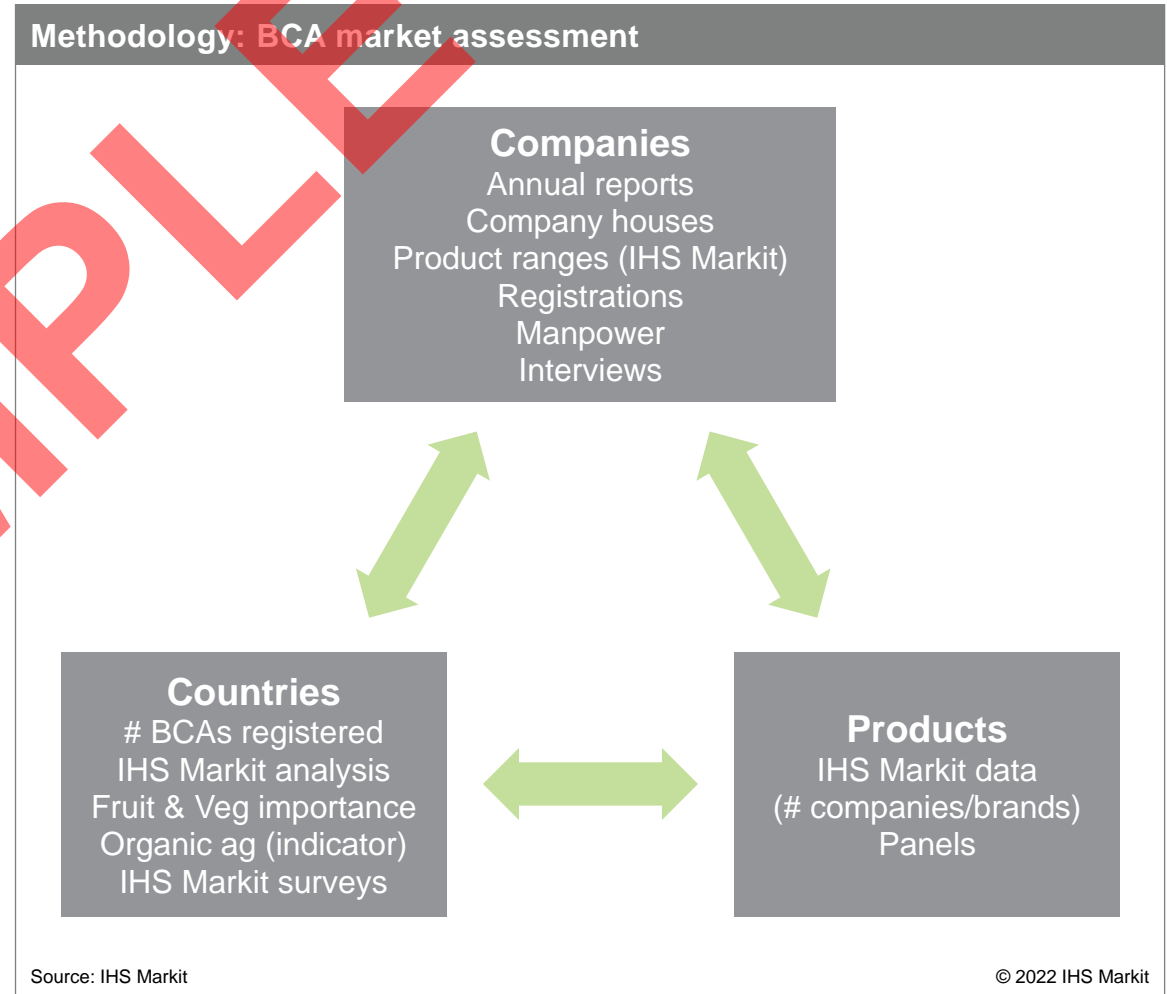 Methodology: BCA market assessment
Companies
Annual reports
Company houses
Product ranges (IHS Markit)
Registrations
Manpower
Interviews
Countries
# BCAs registered
IHS Markit analysis
Fruit & Veg importance
Organic ag (indicator)
IHS Markit surveys
Products
IHS Markit data
(# companies/brands)
Panels
Source: IHS Markit
© 2022 IHS Markit